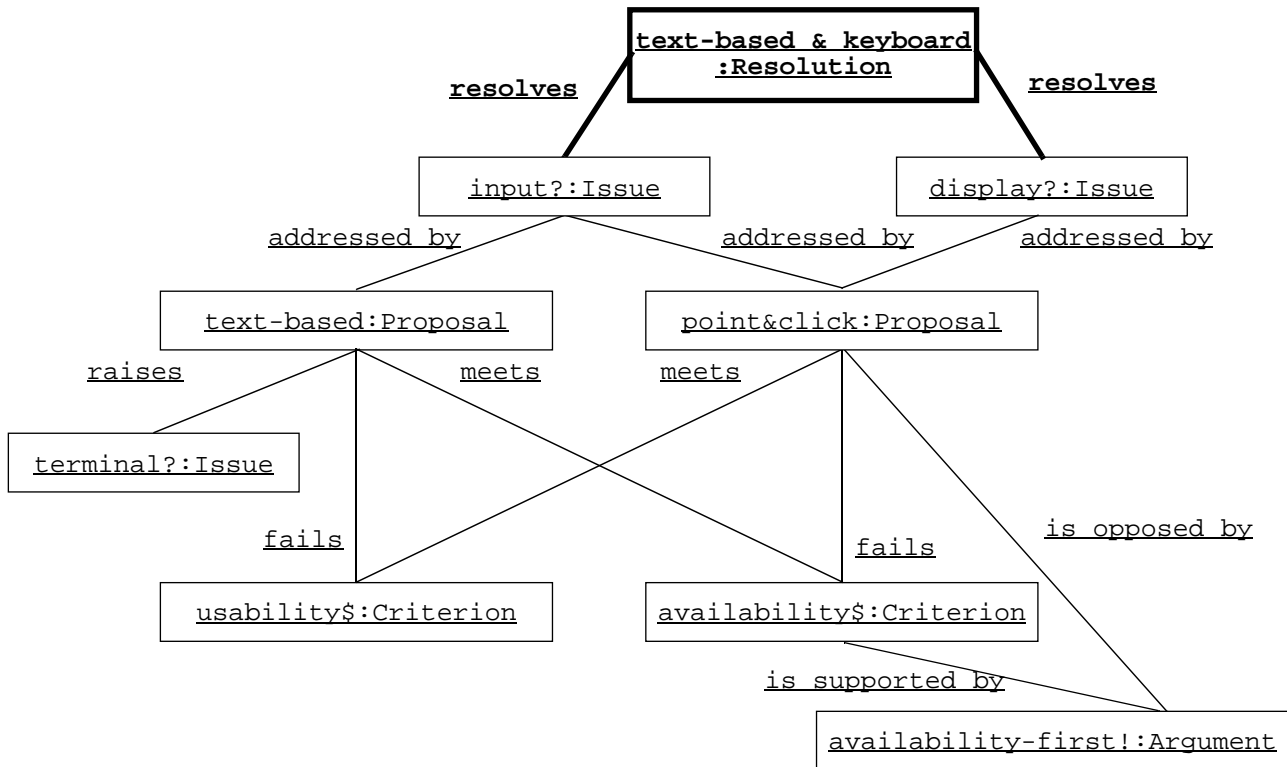 text-based & keyboard
:Resolution
resolves
resolves
input?:Issue
display?:Issue
addressed by
addressed by
addressed by
text-based:Proposal
point&click:Proposal
raises
meets
meets
terminal?:Issue
fails
fails
is opposed by
usability$:Criterion
availability$:Criterion
is supported by
availability-first!:Argument